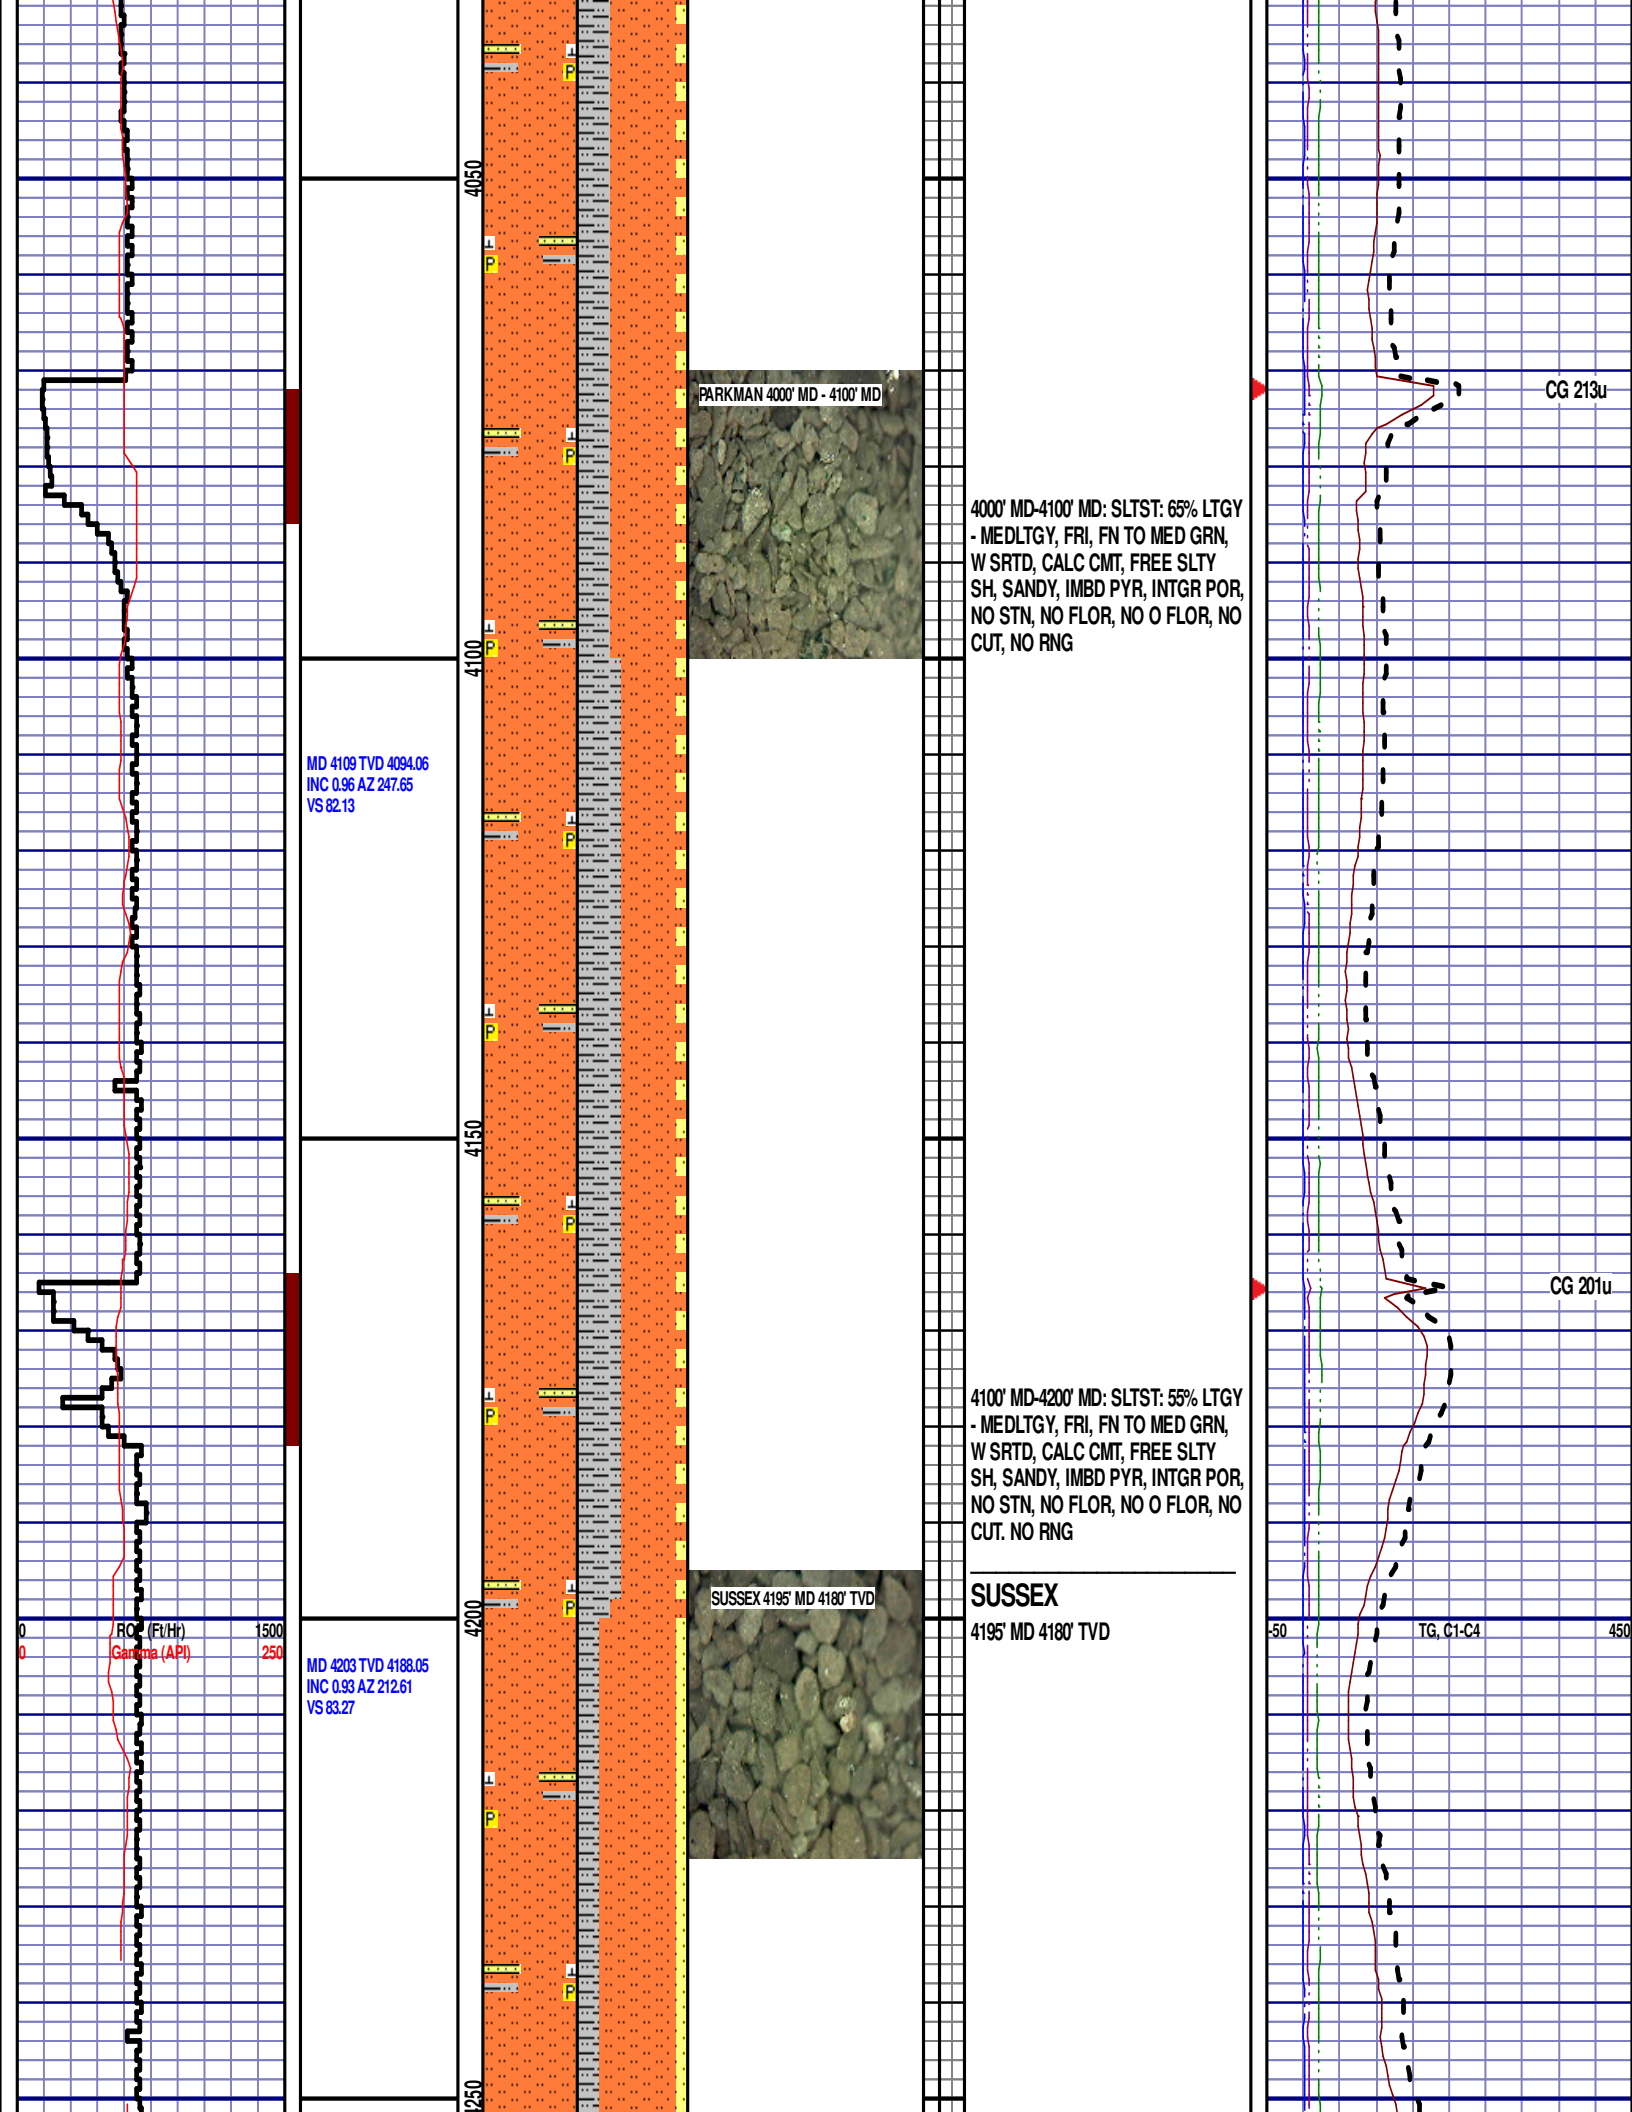 4050
PARKMAN 4000' MD - 4100' MD
CG 213u
4000' MD-4100' MD: SLTST: 65% LTGY
- MEDLTGY, FRI, FN TO MED GRN,
W SRTD, CALC CMT, FREE SLTY
SH, SANDY, IMBD PYR, INTGR POR,
NO STN, NO FLOR, NO O FLOR, NO
CUT, NO RNG
4100
MD 4109 TVD 4094.06
INC 0.96 AZ 247.65
VS 82.13
4150
CG 201u
4100' MD-4200' MD: SLTST: 55% LTGY
- MEDLTGY, FRI, FN TO MED GRN,
W SRTD, CALC CMT, FREE SLTY
SH, SANDY, IMBD PYR, INTGR POR,
NO STN, NO FLOR, NO O FLOR, NO
CUT. NO RNG
SUSSEX 4195' MD 4180' TVD
SUSSEX
4195' MD 4180' TVD
4200
0 ROP (Ft/Hr) 1500
0 Gamma (API) 250
-50 TG, C1-C4 450
MD 4203 TVD 4188.05
INC 0.93 AZ 212.61
VS 83.27
P
P
P
P
P
P
P
P
P
P
P
4250